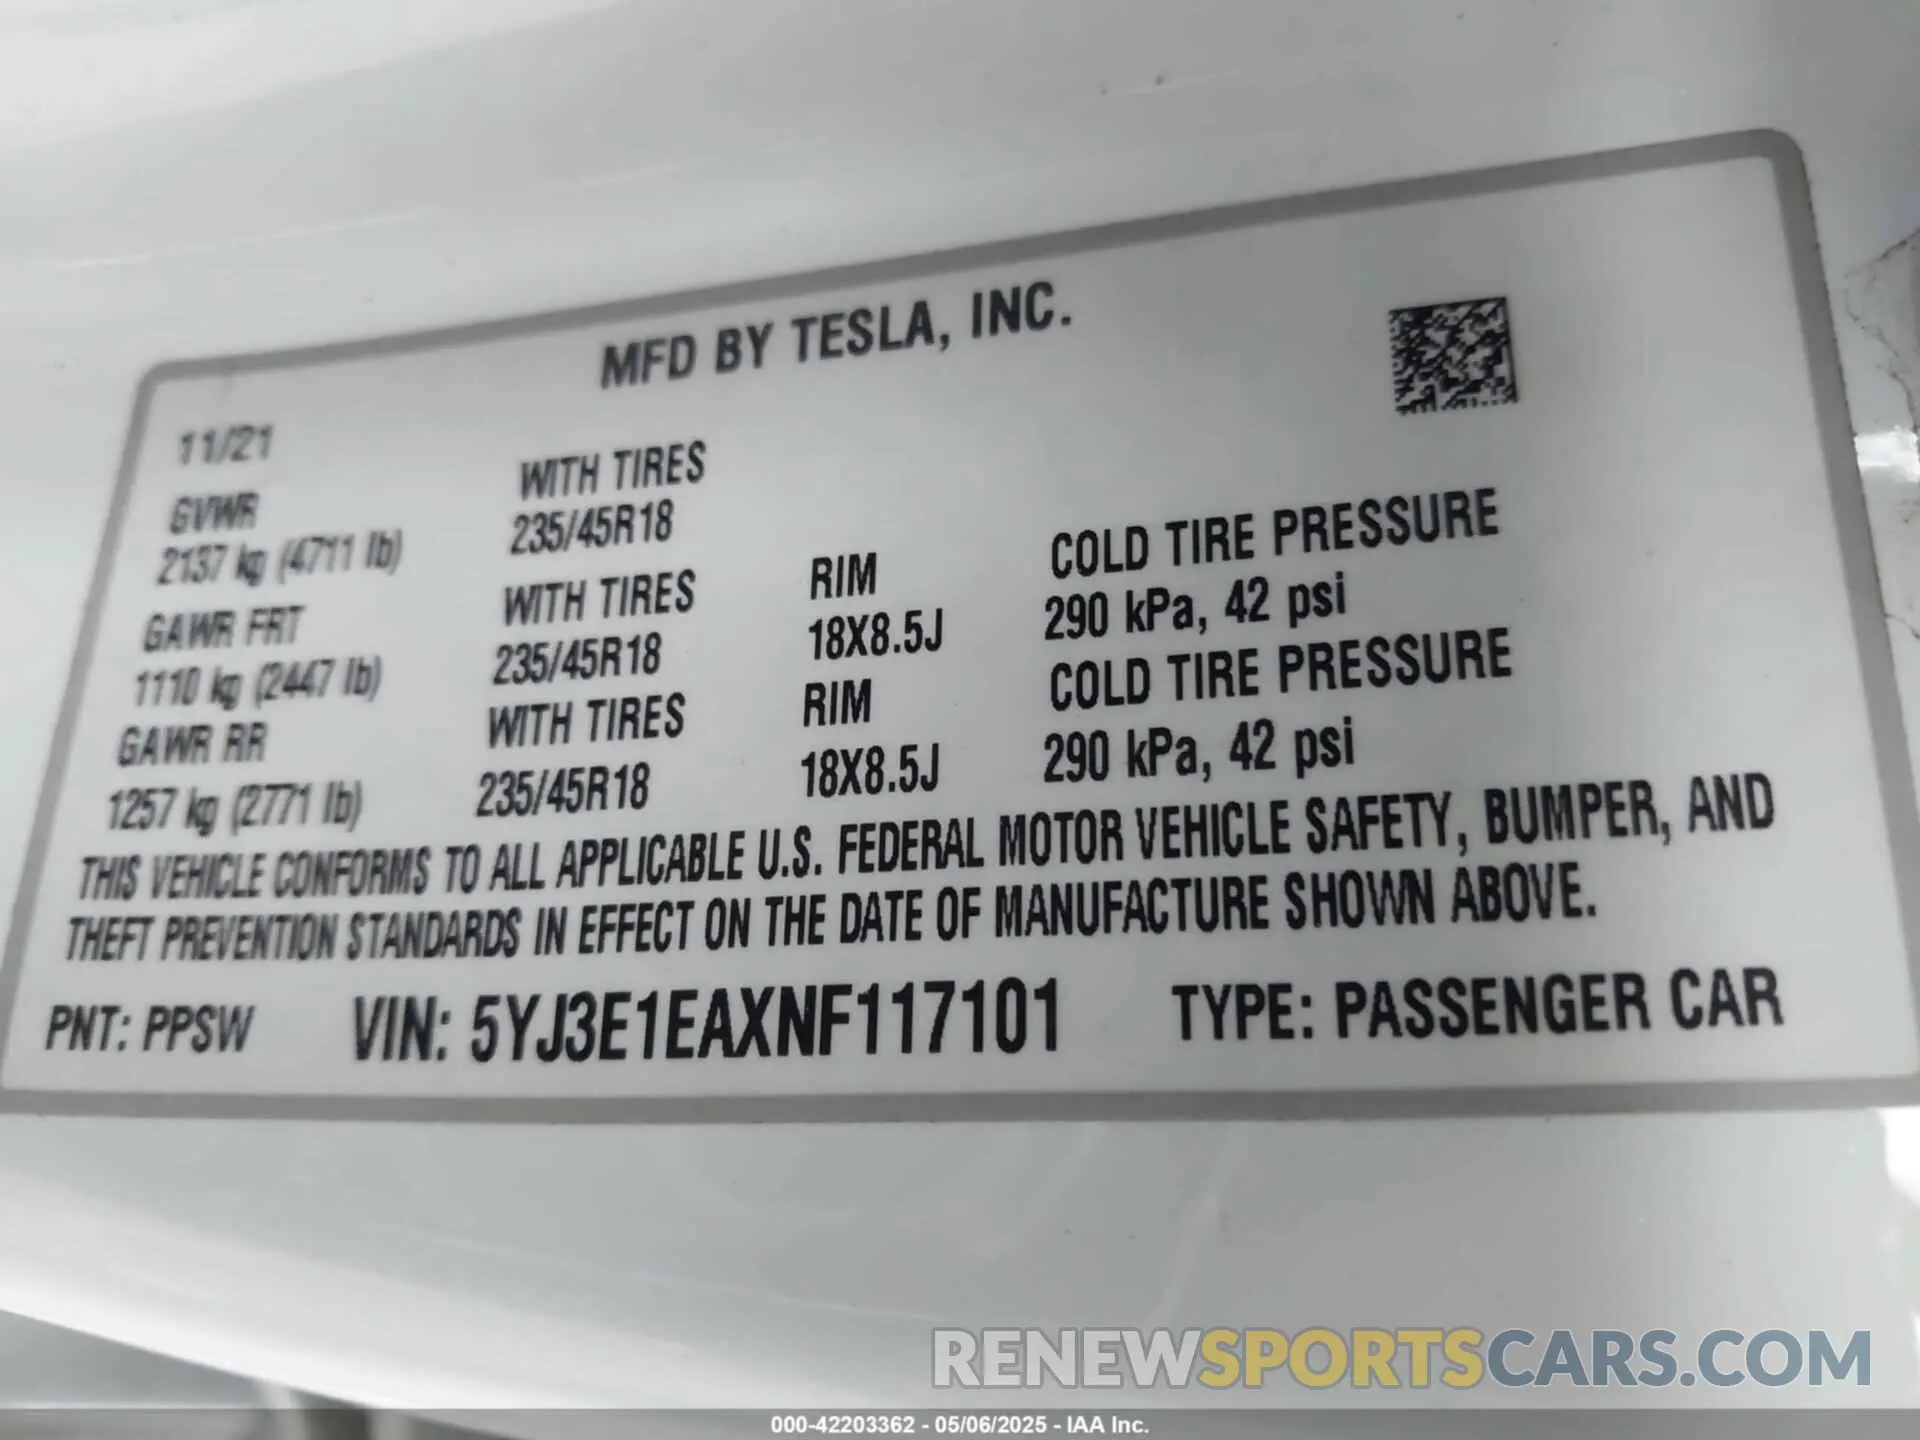 MFD BY TESLA, INC.
11/21
GVWR WITH TIRES
2137 kg (4711 lb) 235/45R18
GAWR FRT WITH TIRES RIM COLD TIRE PRESSURE
1110 kg (2447 lb) 235/45R18 18X8.5J 290 kPa, 42 psi
GAWR RR WITH TIRES RIM COLD TIRE PRESSURE
1257 kg (2771 lb) 235/45R18 18X8.5J 290 kPa, 42 psi
THIS VEHICLE CONFORMS TO ALL APPLICABLE U.S. FEDERAL MOTOR VEHICLE SAFETY, BUMPER, AND
THEFT PREVENTION STANDARDS IN EFFECT ON THE DATE OF MANUFACTURE SHOWN ABOVE.
PNT: PPSW VIN: 5YJ3E1EAXNF117101 TYPE: PASSENGER CAR
RENEWSPORTSCARS.COM
000-42203362 - 05/06/2025 - IAA Inc.